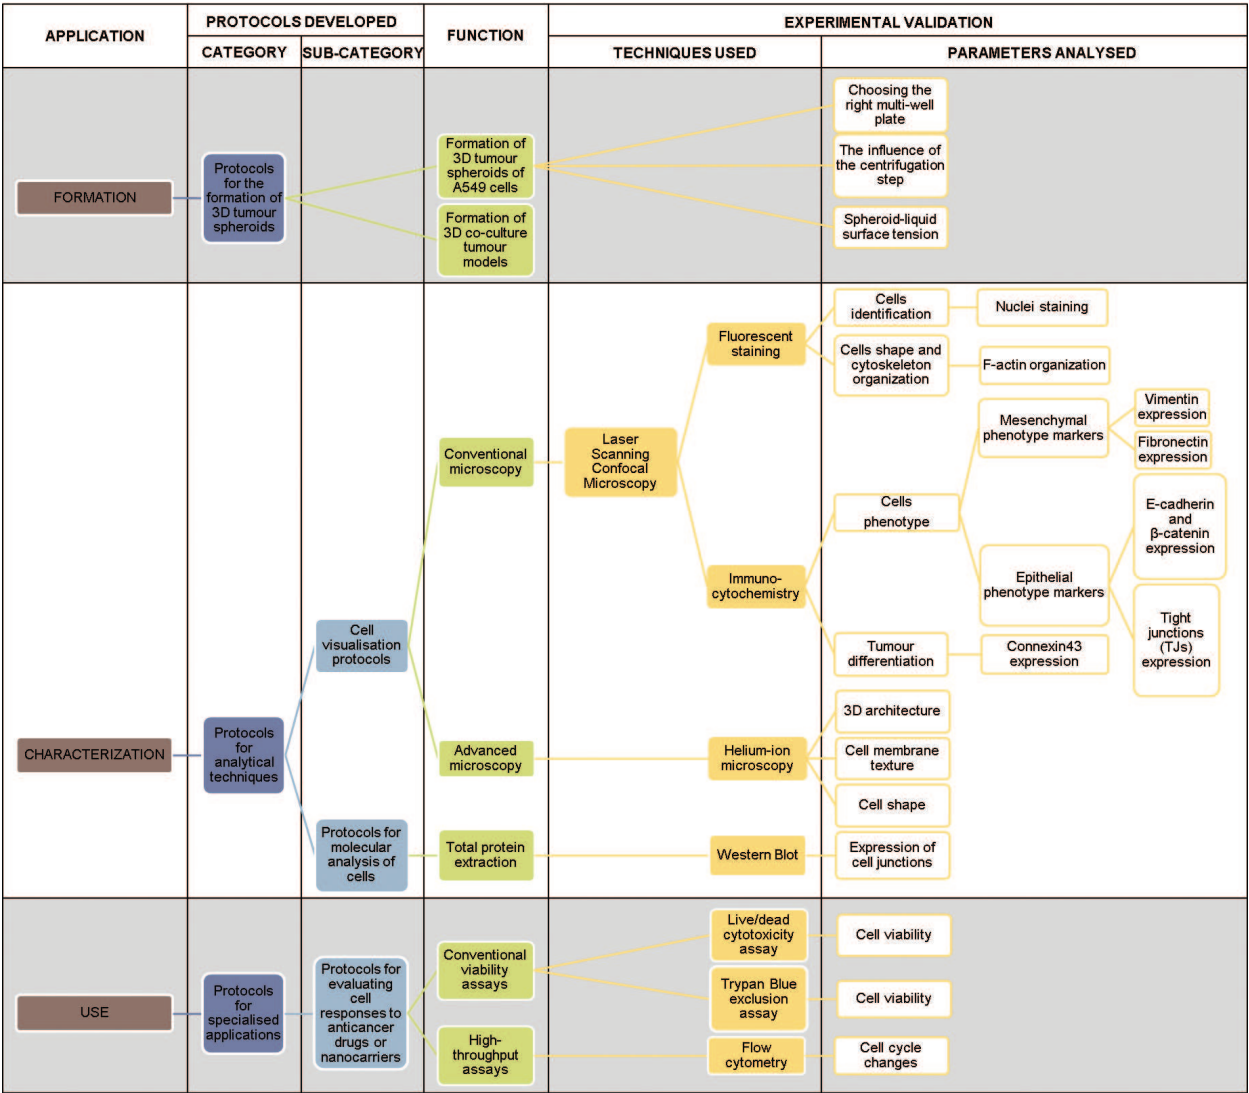 APPLICATION
PROTOCOLS DEVELOPED
CATEGORY
SUB-CATEGORY
FUNCTION
EXPERIMENTAL VALIDATION
TECHNIQUES USED
PARAMETERS ANALYSED
FORMATION
Protocols
for the
formation of
3D tumour
spheroids
Formation of
3D tumour
spheroids of
A549 cells
Formation of
3D co-culture
tumour
models
Choosing the
right multi-well
plate
The influence of
the centrifugation
step
Spheroid-liquid
surface tension
CHARACTERIZATION
Protocols
for
analytical
techniques
Cell
visualisation
protocols
Protocols for
molecular
analysis of
cells
Conventional
microscopy
Advanced
microscopy
Total protein
extraction
Laser
Scanning
Confocal
Microscopy
Fluorescent
staining
Immuno-
cytochemistry
Helium-ion
microscopy
Western Blot
Cells
identification
Nuclei staining
Cells shape and
cytoskeleton
organization
F-actin organization
Cells
phenotype
Mesenchymal
phenotype markers
Vimentin
expression
Fibronectin
expression
Epithelial
phenotype markers
E-cadherin
and
β-catenin
expression
Tight
junctions
(TJs)
expression
Tumour
differentiation
Connexin43
expression
3D architecture
Cell membrane
texture
Cell shape
Expression of
cell junctions
USE
Protocols
for
specialised
applications
Protocols for
evaluating cell
responses to
anticancer
drugs or
nanocarriers
Conventional
viability
assays
High-
throughput
assays
Live/dead
cytotoxicity
assay
Cell viability
Trypan Blue
exclusion
assay
Cell viability
Flow
cytometry
Cell cycle
changes